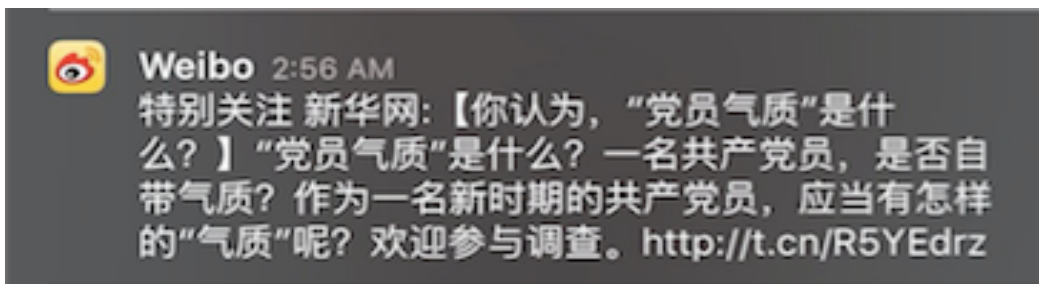 Weibo 2:56 AM
特别关注 新华网:【你认为，“党员气质”是什
么？】“党员气质”是什么？一名共产党员，是否自
带气质？作为一名新时期的共产党员，应当有怎样
的“气质”呢？欢迎参与调查。http://t.cn/R5YEdrz